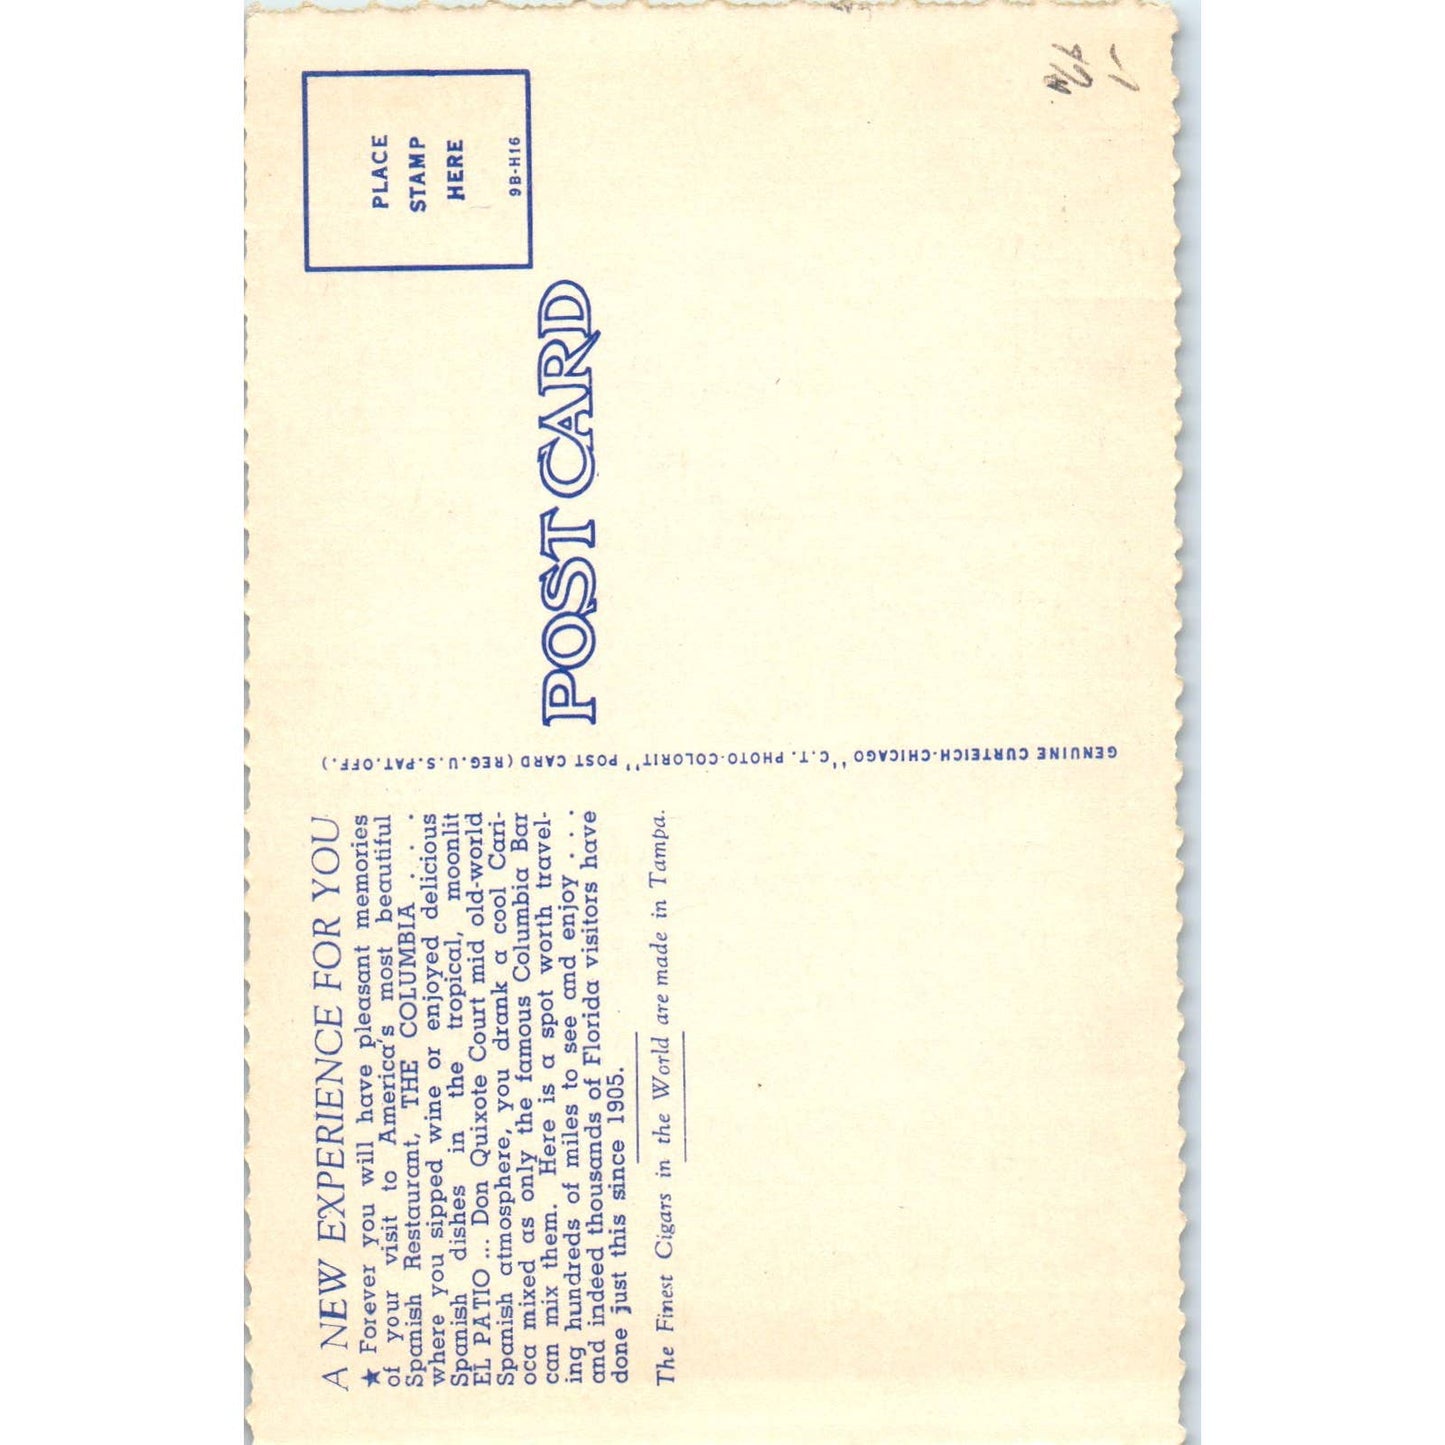 A NEW EXPERIENCE FOR YOU
★ Forever you will have pleasant memories
of your visit to America's most beautiful
Spanish Restaurant, THE COLUMBIA . . . .
where you sipped wine or enjoyed delicious
Spanish dishes in the tropical, moonlit
EL PATIO ... Don Quixote Court mid old-world
Spanish atmosphere, you drank a cool Cari-
oca mixed as only the famous Columbia Bar
can mix them. Here is a spot worth travel-
ing hundreds of miles to see and enjoy . . .
and indeed thousands of Florida visitors have
done just this since 1905.
The Finest Cigars in the World are made in Tampa.
GENUINE CURTEICH-CHICAGO "C.T. PHOTO-COLORIT" POST CARD (REG.U.S.PAT.OFF.)
POST CARD
PLACE
STAMP
HERE
9B-H16